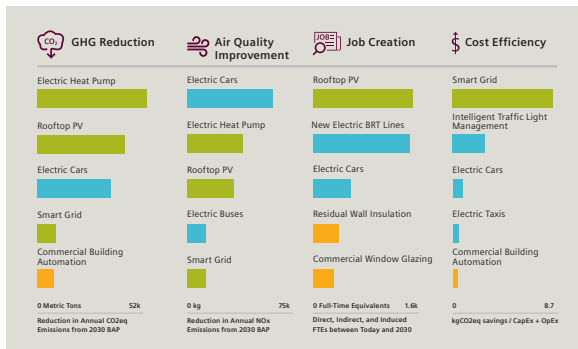 CO₂
GHG Reduction
Electric Heat Pump
Rooftop PV
Electric Cars
Smart Grid
Commercial Building
Automation
0 Metric Tons 52k
Reduction in Annual CO2eq
Emissions from 2030 BAP
Air Quality
Improvement
Electric Cars
Electric Heat Pump
Rooftop PV
Electric Buses
Smart Grid
0 kg 75k
Reduction in Annual NOx
Emissions from 2030 BAP
JOB
Job Creation
Rooftop PV
New Electric BRT Lines
Electric Cars
Residual Wall Insulation
Commercial Window Glazing
0 Full-Time Equivalents 1.6k
Direct, Indirect, and Induced
FTEs between Today and 2030
$
Cost Efficiency
Smart Grid
Intelligent Traffic Light
Management
Electric Cars
Electric Taxis
Commercial Building
Automation
0 8.7
kgCO2eq savings / CapEx + OpEx